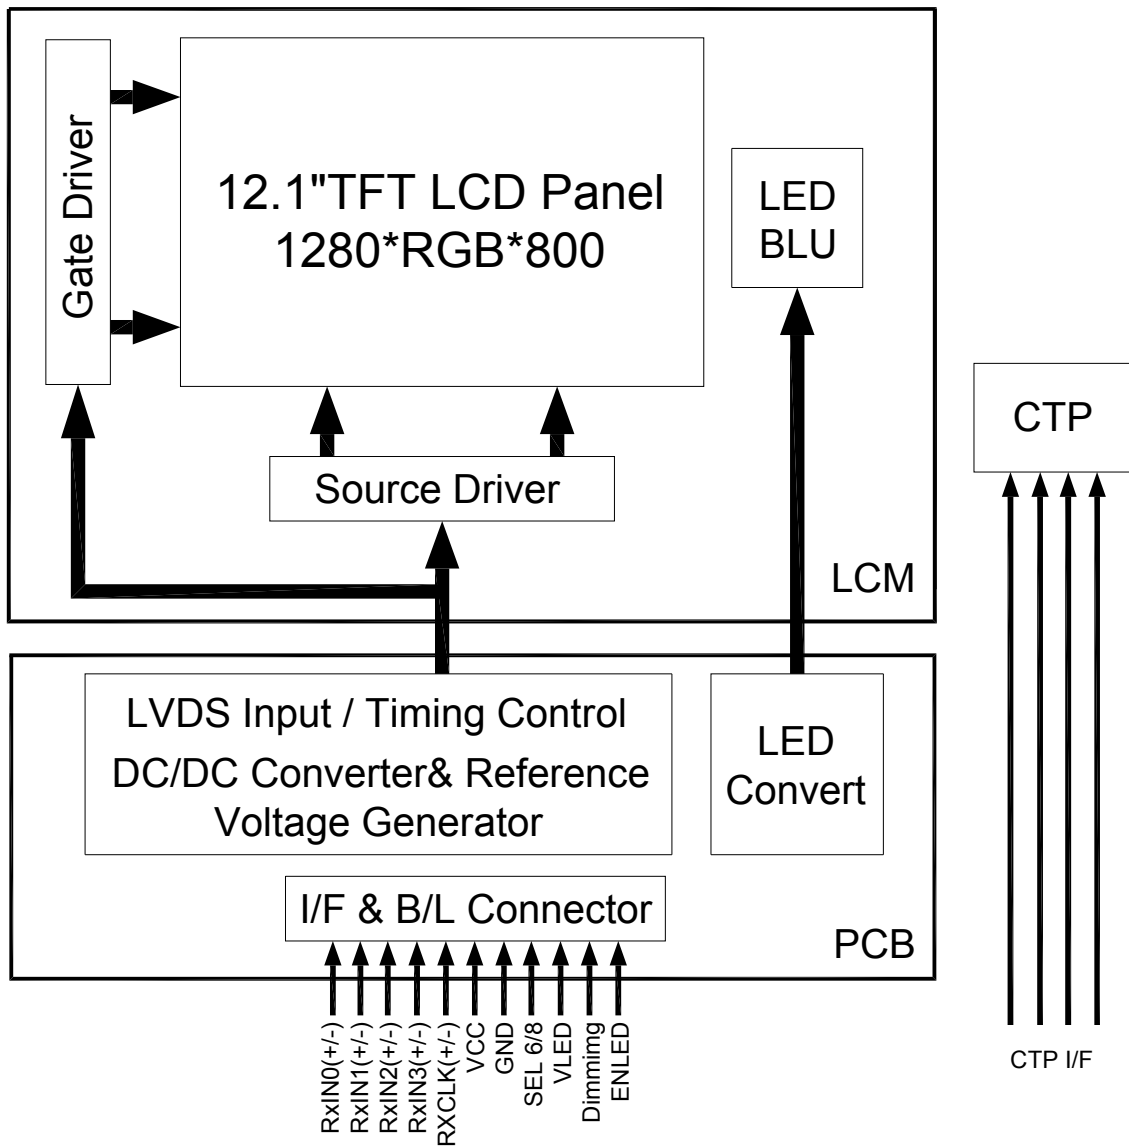 Gate Driver
12.1"TFT LCD Panel
1280*RGB*800
LED
BLU
Source Driver
LCM
CTP
LVDS Input / Timing Control
DC/DC Converter& Reference
Voltage Generator
LED
Convert
I/F & B/L Connector
PCB
RxIN0(+/-)
RxIN1(+/-)
RxIN2(+/-)
RxIN3(+/-)
RXCLK(+/-)
VCC
GND
SEL 6/8
VLED
Dimmimg
ENLED
CTP I/F